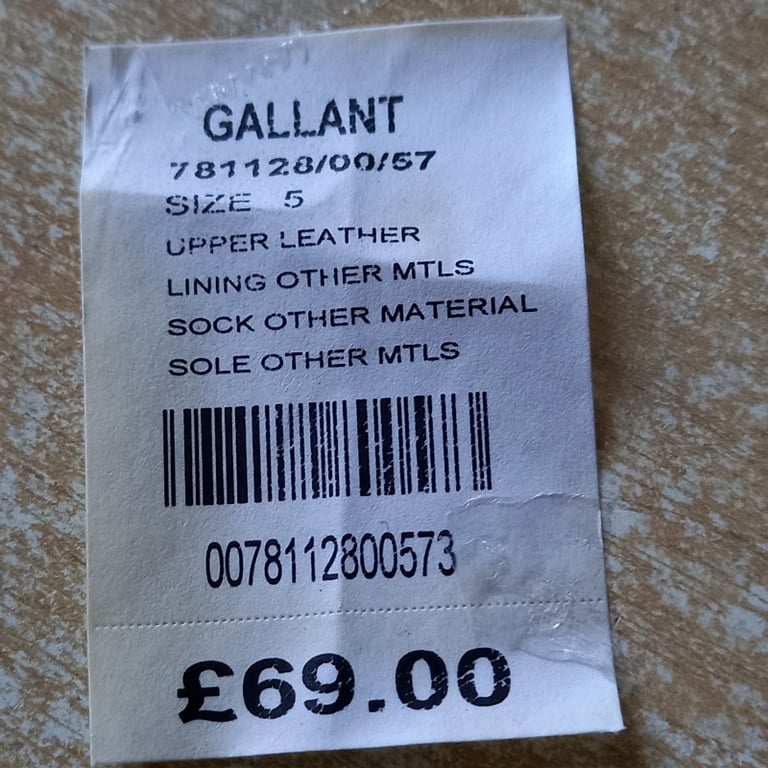 GALLANT
781128/00/57
SIZE 5
UPPER LEATHER
LINING OTHER MTLS
SOCK OTHER MATERIAL
SOLE OTHER MTLS
0078112800573
£69.00